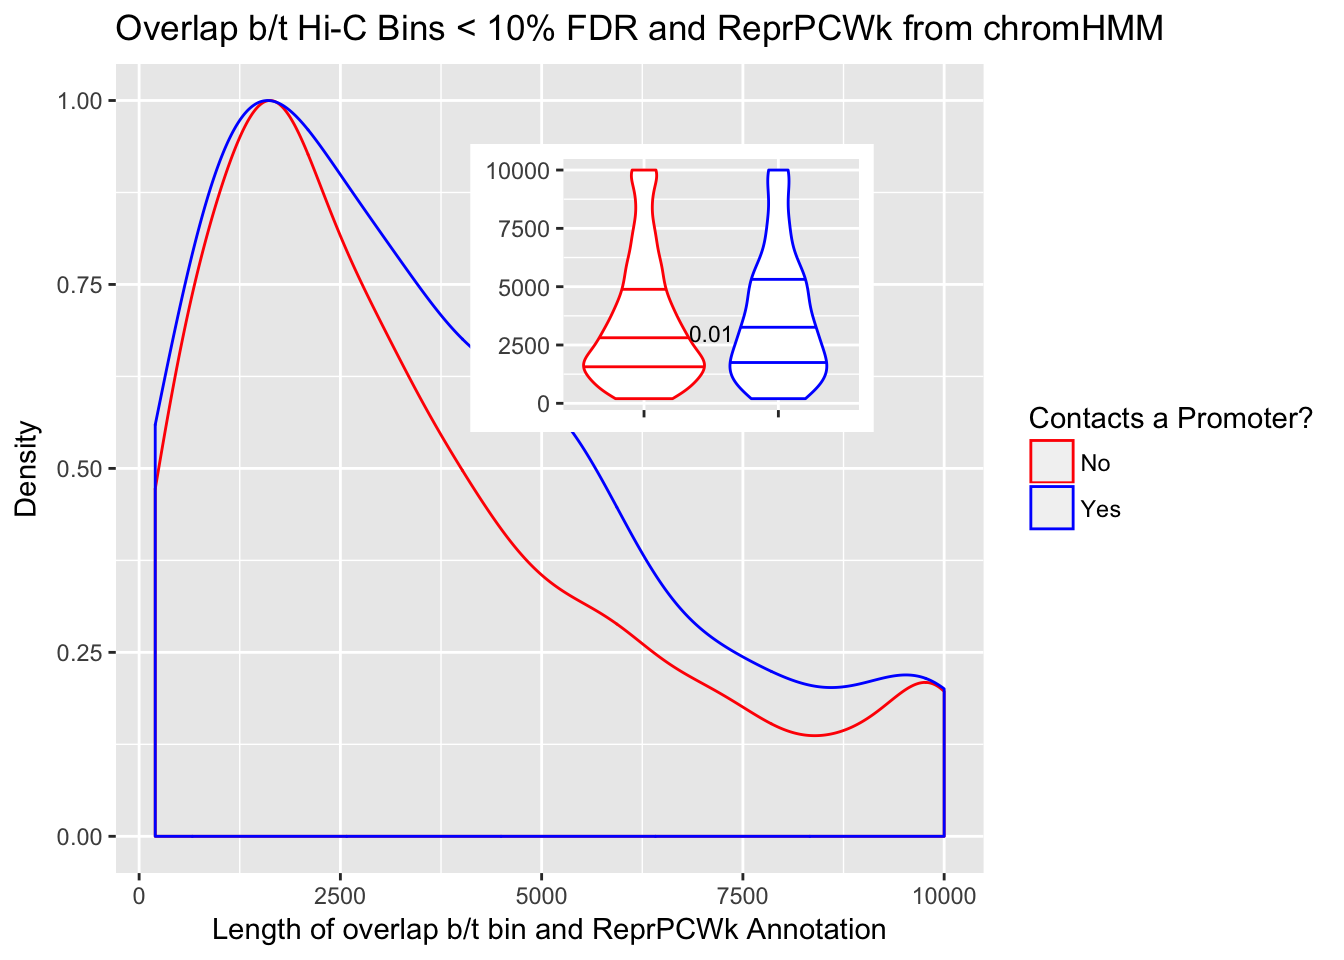 Overlap b/t Hi-C Bins < 10% FDR and ReprPCWk from chromHMM
1.00
0.75
0.50
0.25
0.00
Density
10000
7500
5000
2500
0
0.01
Contacts a Promoter?
No
Yes
0 2500 5000 7500 10000
Length of overlap b/t bin and ReprPCWk Annotation